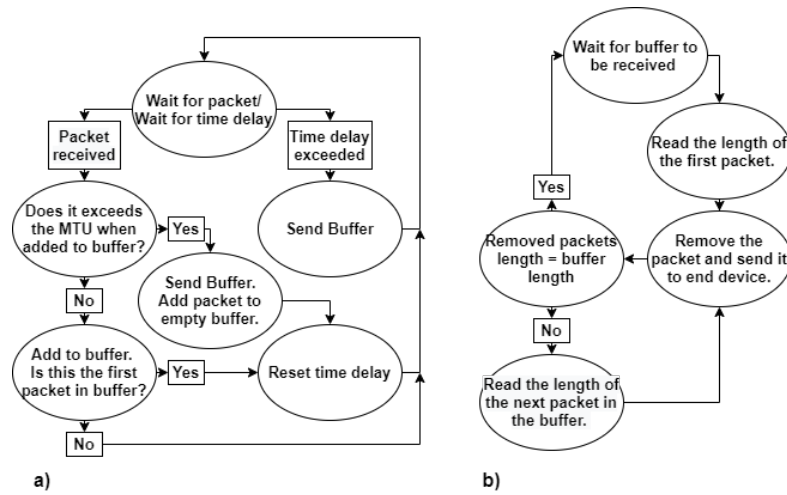 Wait for packet/
Wait for time delay
Packet
received
Time delay
exceeded
Does it exceeds
the MTU when
added to buffer?
Yes
Send Buffer
Send Buffer.
Add packet to
empty buffer.
No
Add to buffer.
Is this the first
packet in buffer?
Yes
Reset time delay
No
a)
Wait for buffer to
be received
Read the length of
the first packet.
Yes
Removed packets
length = buffer
length
Remove the
packet and send it
to end device.
No
Read the length of
the next packet in
the buffer.
b)